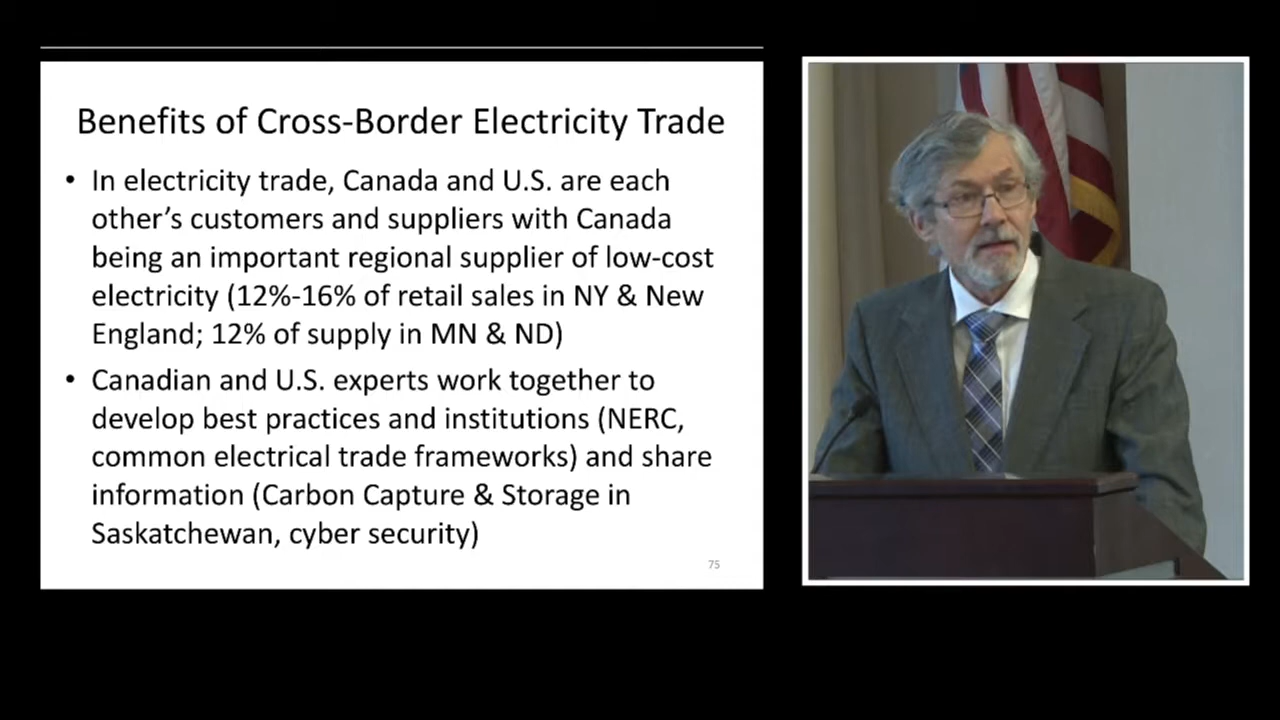 Benefits of Cross-Border Electricity Trade
• In electricity trade, Canada and U.S. are each
other’s customers and suppliers with Canada
being an important regional supplier of low-cost
electricity (12%-16% of retail sales in NY & New
England; 12% of supply in MN & ND)
• Canadian and U.S. experts work together to
develop best practices and institutions (NERC,
common electrical trade frameworks) and share
information (Carbon Capture & Storage in
Saskatchewan, cyber security)
75